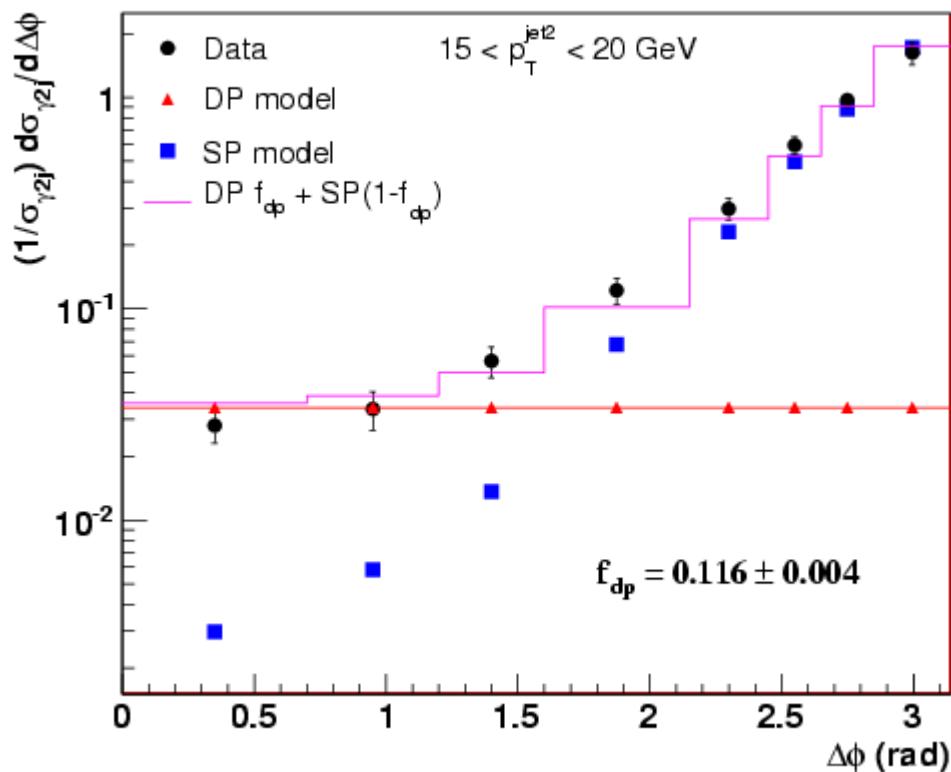 (1/σγ2j) dσγ2j/dΔϕ
Data
15 < p_T^jet2 < 20 GeV
DP model
SP model
DP f_dp + SP(1-f_dp)
1
10^-1
10^-2
f_dp = 0.116 ± 0.004
0 0.5 1 1.5 2 2.5 3
Δϕ (rad)